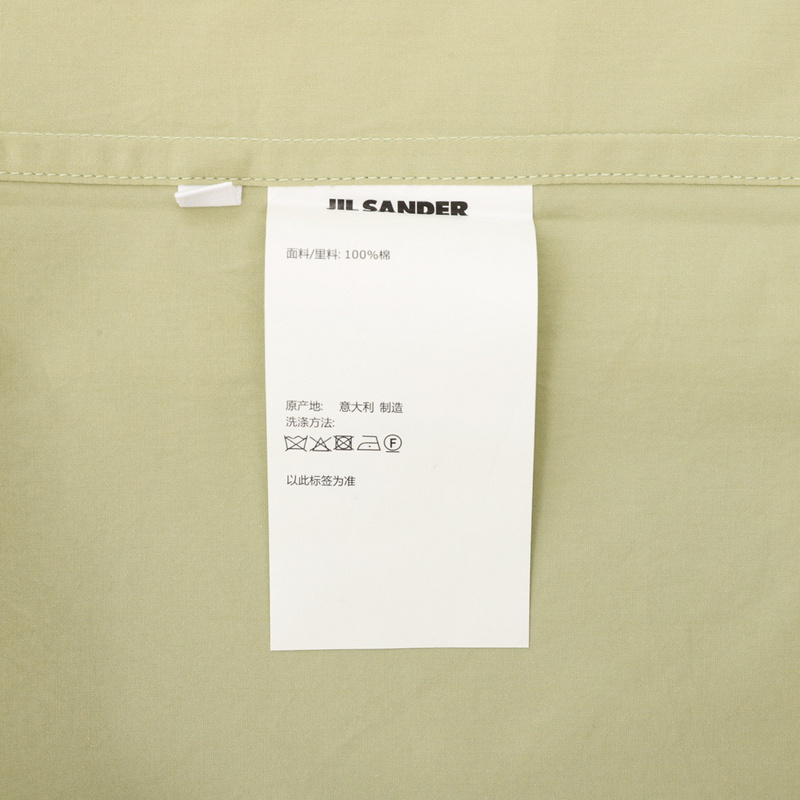 JIL SANDER
面料/里料: 100%棉
原产地: 意大利 制造
洗涤方法:
F
以此标签为准